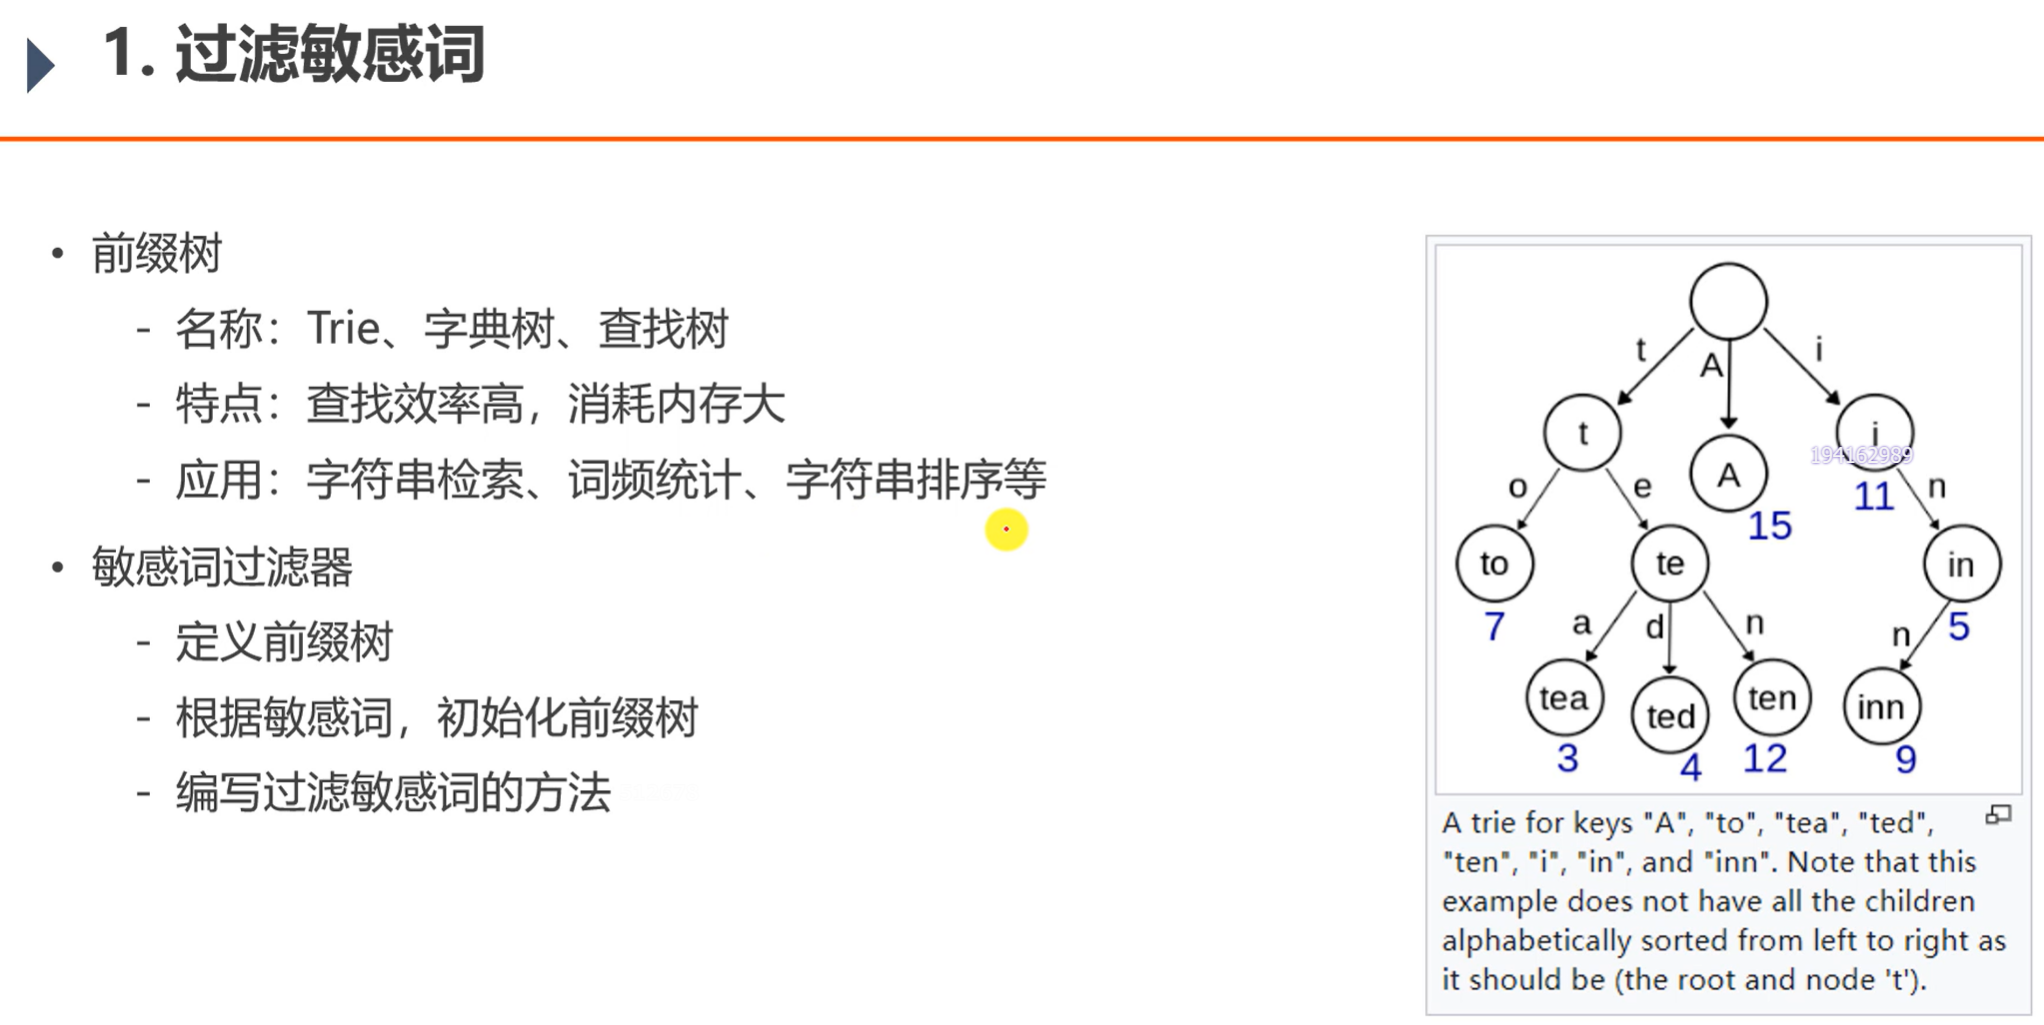 1. 过滤敏感词
• 前缀树
- 名称：Trie、字典树、查找树
- 特点：查找效率高，消耗内存大
- 应用：字符串检索、词频统计、字符串排序等
• 敏感词过滤器
- 定义前缀树
- 根据敏感词，初始化前缀树
- 编写过滤敏感词的方法
t
A
i
t
A
i
194162989
15
11
o
e
n
to
te
in
7
5
a
d
n
n
tea
ted
ten
inn
3
4
12
9
A trie for keys "A", "to", "tea", "ted",
"ten", "i", "in", and "inn". Note that this
example does not have all the children
alphabetically sorted from left to right as
it should be (the root and node 't').